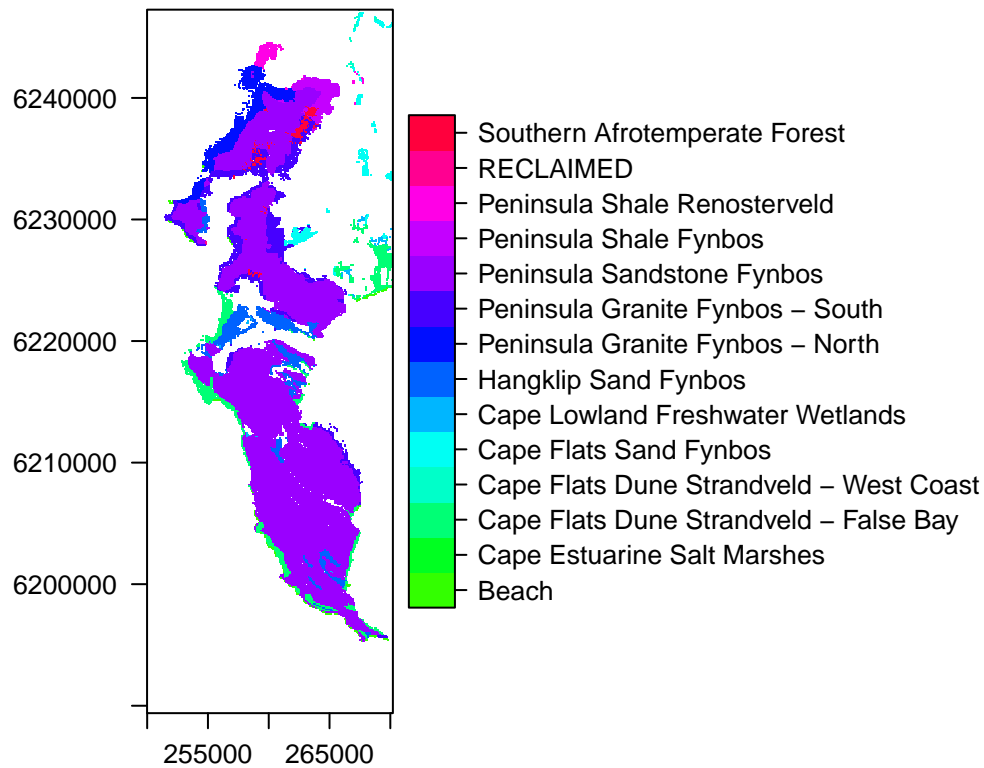 6240000
6230000
6220000
6210000
6200000
255000 265000
Southern Afrotemperate Forest
RECLAIMED
Peninsula Shale Renosterveld
Peninsula Shale Fynbos
Peninsula Sandstone Fynbos
Peninsula Granite Fynbos − South
Peninsula Granite Fynbos − North
Hangklip Sand Fynbos
Cape Lowland Freshwater Wetlands
Cape Flats Sand Fynbos
Cape Flats Dune Strandveld − West Coast
Cape Flats Dune Strandveld − False Bay
Cape Estuarine Salt Marshes
Beach